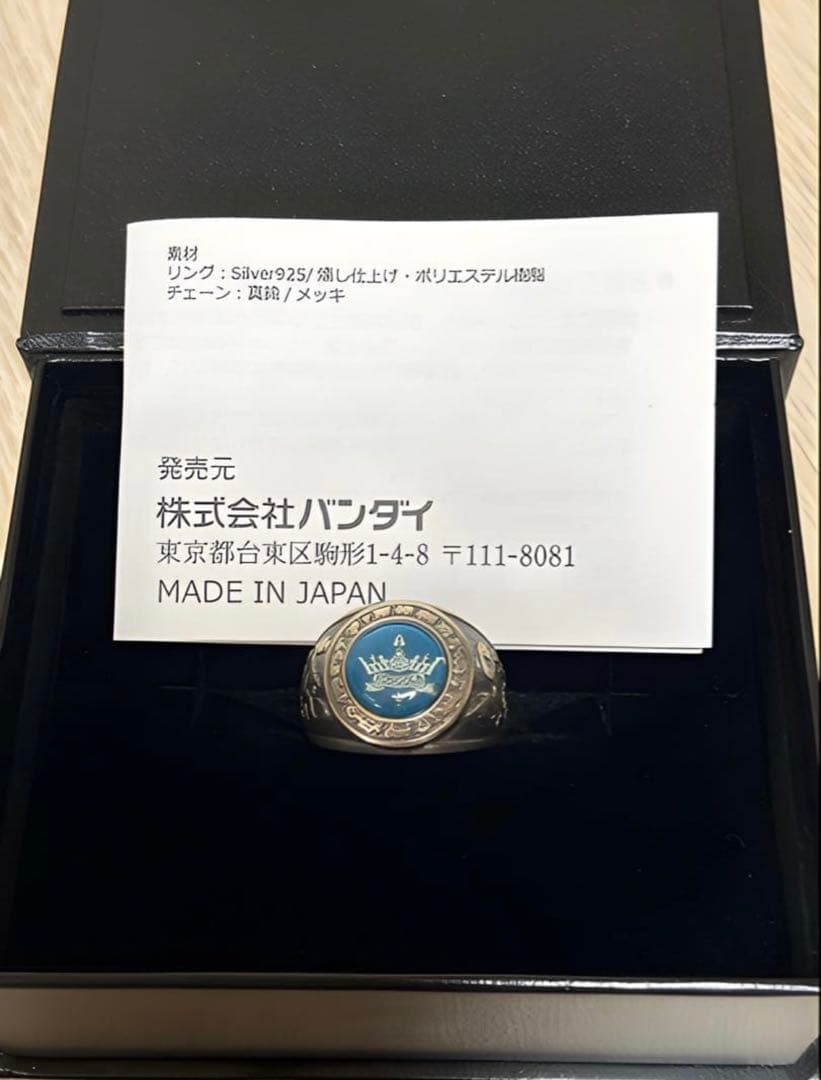 素材
リング：Silver925/燻し仕上げ・ポリエステル樹脂
チェーン：真鍮/メッキ
発売元
株式会社バンダイ
東京都台東区駒形1-4-8 〒111-8081
MADE IN JAPAN